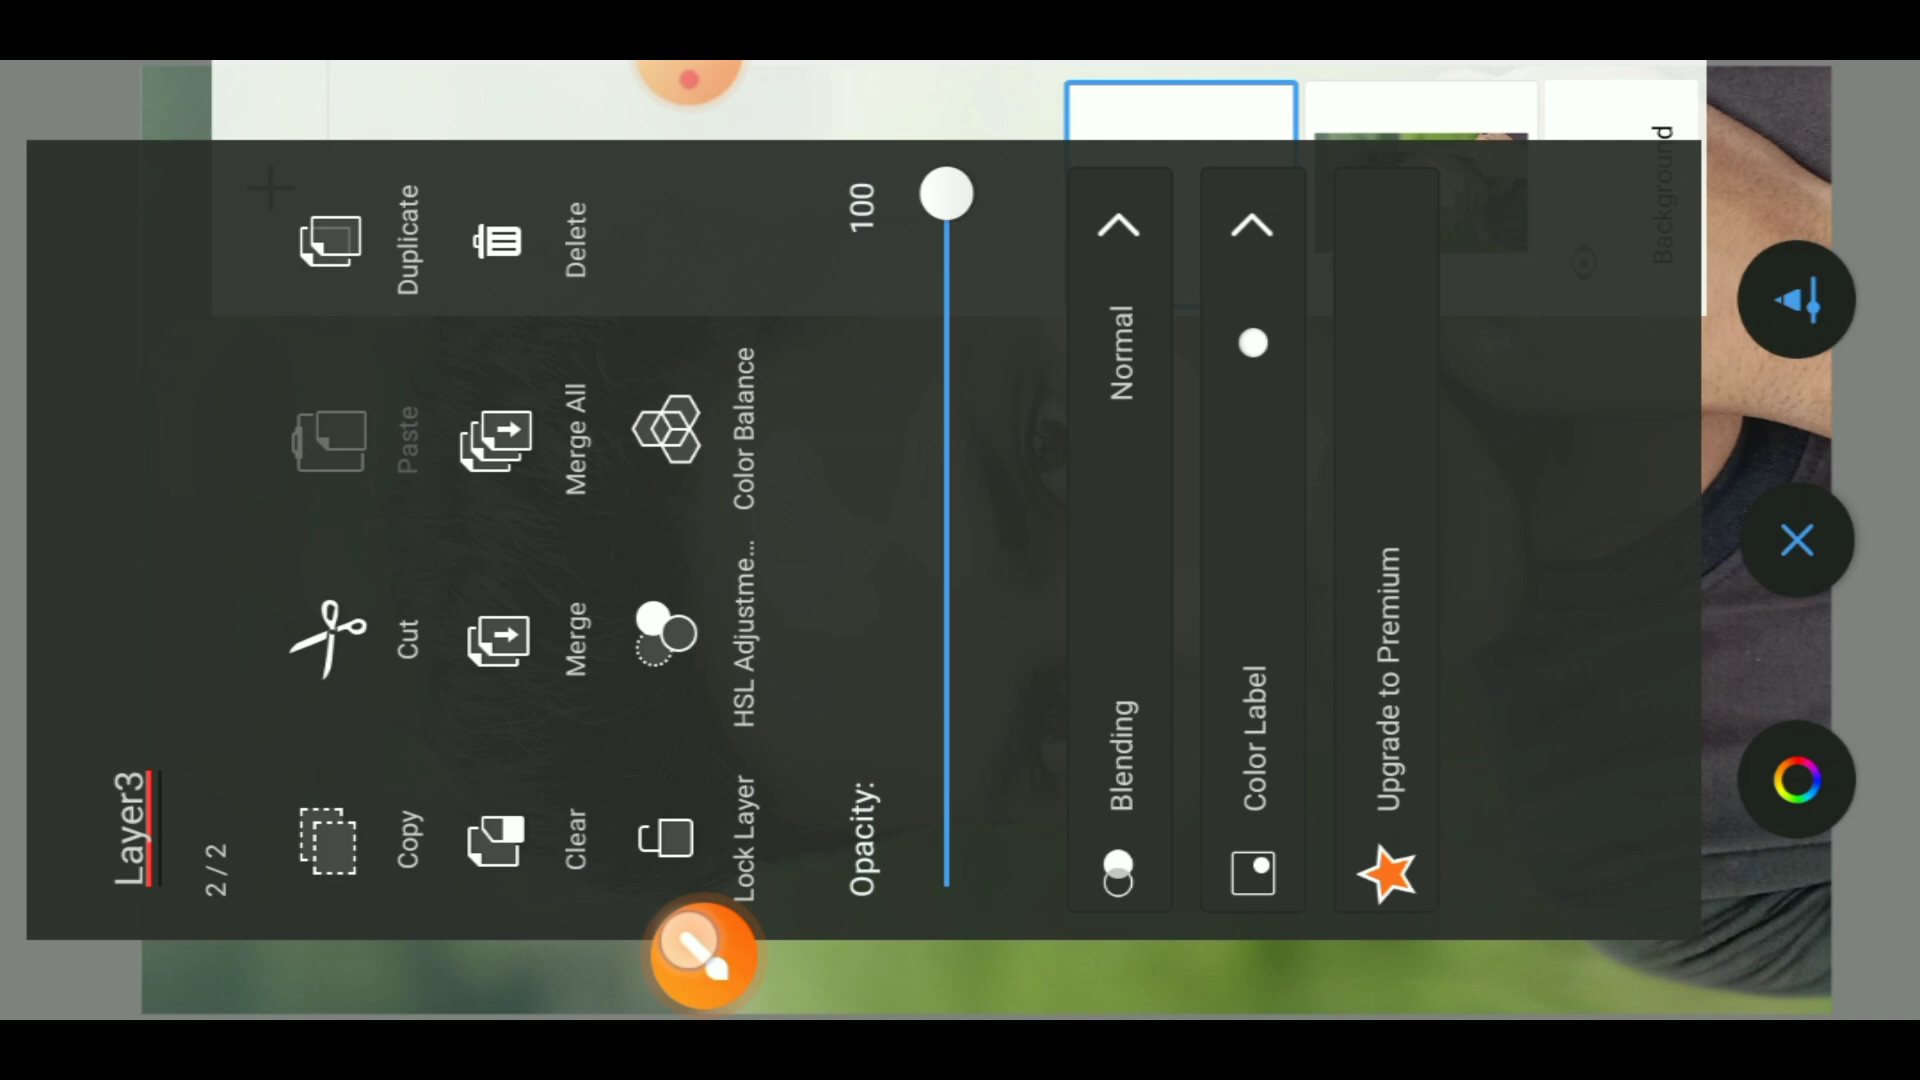 Layer3
2 / 2
Copy
Cut
Paste
Duplicate
Clear
Merge
Merge All
Delete
Lock Layer
HSL Adjustme...
Color Balance
Opacity:
100
Blending
Normal
Color Label
Upgrade to Premium
Background